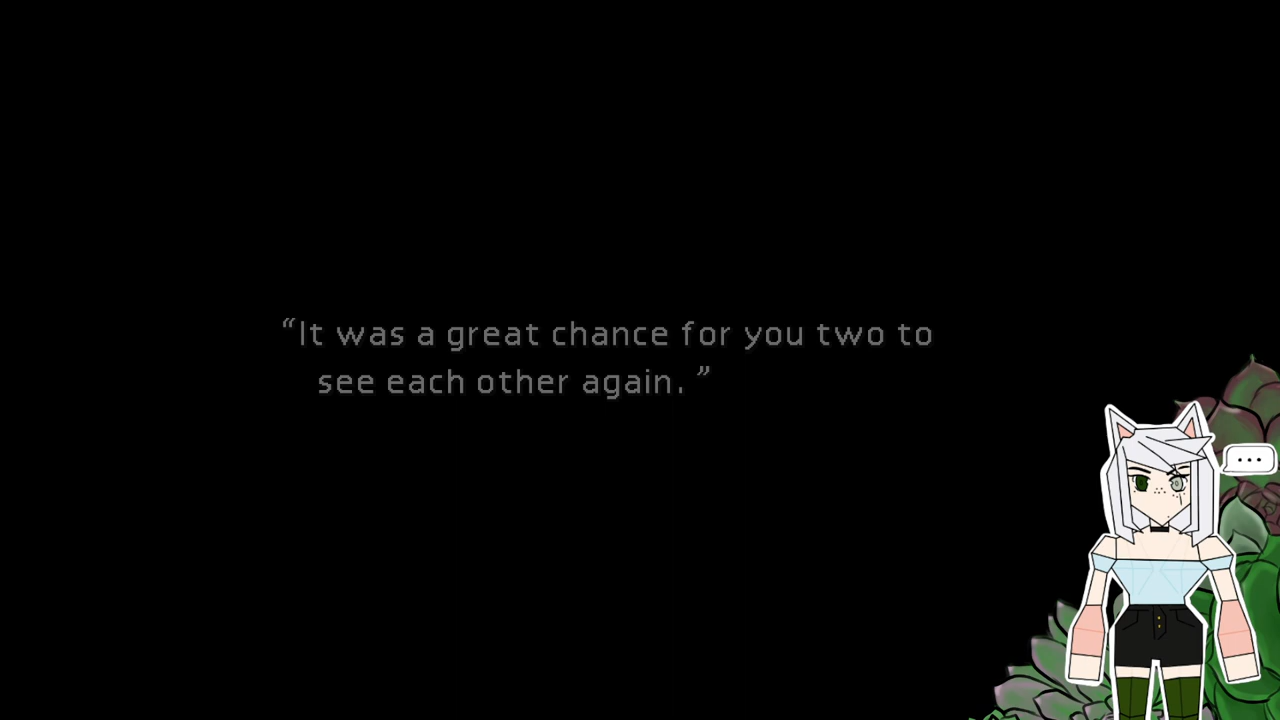 “It was a great chance for you two to
see each other again. ”
...